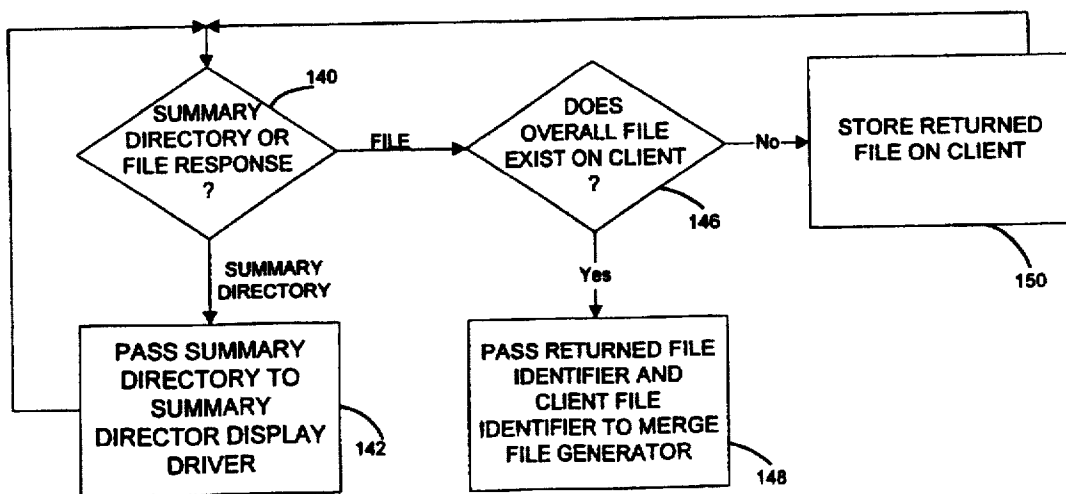 140
SUMMARY
DIRECTORY OR
FILE RESPONSE
?
FILE
DOES
OVERALL FILE
EXIST ON CLIENT
?
146
No
STORE RETURNED
FILE ON CLIENT
150
SUMMARY
DIRECTORY
Yes
PASS SUMMARY
DIRECTORY TO
SUMMARY
DIRECTOR DISPLAY
DRIVER
142
PASS RETURNED FILE
IDENTIFIER AND
CLIENT FILE
IDENTIFIER TO MERGE
FILE GENERATOR
148